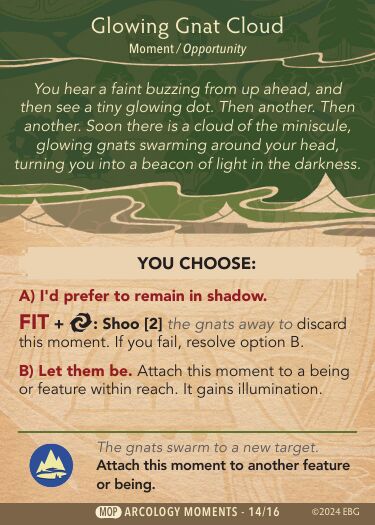 Glowing Gnat Cloud
Moment / Opportunity
You hear a faint buzzing from up ahead, and
then see a tiny glowing dot. Then another. Then
another. Soon there is a cloud of the miniscule,
glowing gnats swarming around your head,
turning you into a beacon of light in the darkness.
YOU CHOOSE:
A) I'd prefer to remain in shadow.
FIT + : Shoo [2] the gnats away to discard
this moment. If you fail, resolve option B.
B) Let them be. Attach this moment to a being
or feature within reach. It gains illumination.
The gnats swarm to a new target.
Attach this moment to another feature
or being.
MOP ARCOLOGY MOMENTS - 14/16 ©2024 EBG